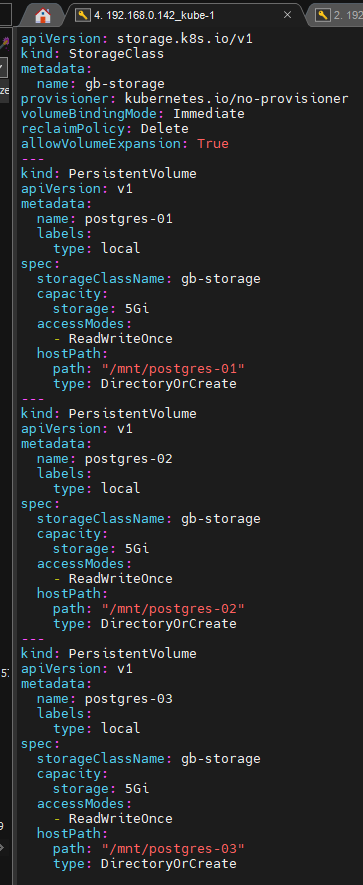 4. 192.168.0.142_kube-1
2. 192
apiVersion: storage.k8s.io/v1
kind: StorageClass
metadata:
  name: gb-storage
provisioner: kubernetes.io/no-provisioner
volumeBindingMode: Immediate
reclaimPolicy: Delete
allowVolumeExpansion: True
---
kind: PersistentVolume
apiVersion: v1
metadata:
  name: postgres-01
  labels:
    type: local
spec:
  storageClassName: gb-storage
  capacity:
    storage: 5Gi
  accessModes:
    - ReadWriteOnce
  hostPath:
    path: "/mnt/postgres-01"
    type: DirectoryOrCreate
---
kind: PersistentVolume
apiVersion: v1
metadata:
  name: postgres-02
  labels:
    type: local
spec:
  storageClassName: gb-storage
  capacity:
    storage: 5Gi
  accessModes:
    - ReadWriteOnce
  hostPath:
    path: "/mnt/postgres-02"
    type: DirectoryOrCreate
---
kind: PersistentVolume
apiVersion: v1
metadata:
  name: postgres-03
  labels:
    type: local
spec:
  storageClassName: gb-storage
  capacity:
    storage: 5Gi
  accessModes:
    - ReadWriteOnce
  hostPath:
    path: "/mnt/postgres-03"
    type: DirectoryOrCreate